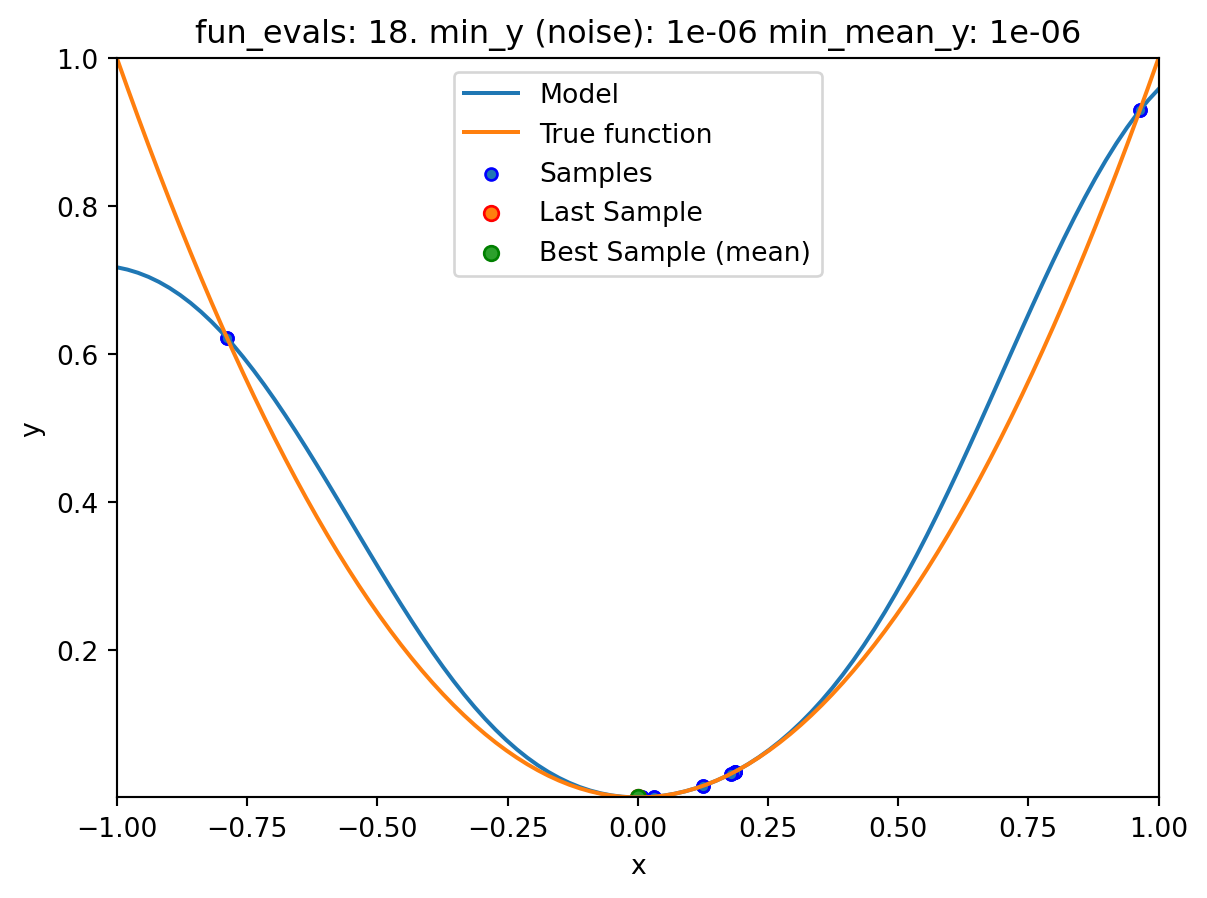 fun_evals: 18. min_y (noise): 1e-06 min_mean_y: 1e-06
1.0
0.8
0.6
0.4
0.2
y
Model
True function
Samples
Last Sample
Best Sample (mean)
−1.00 −0.75 −0.50 −0.25 0.00 0.25 0.50 0.75 1.00
x